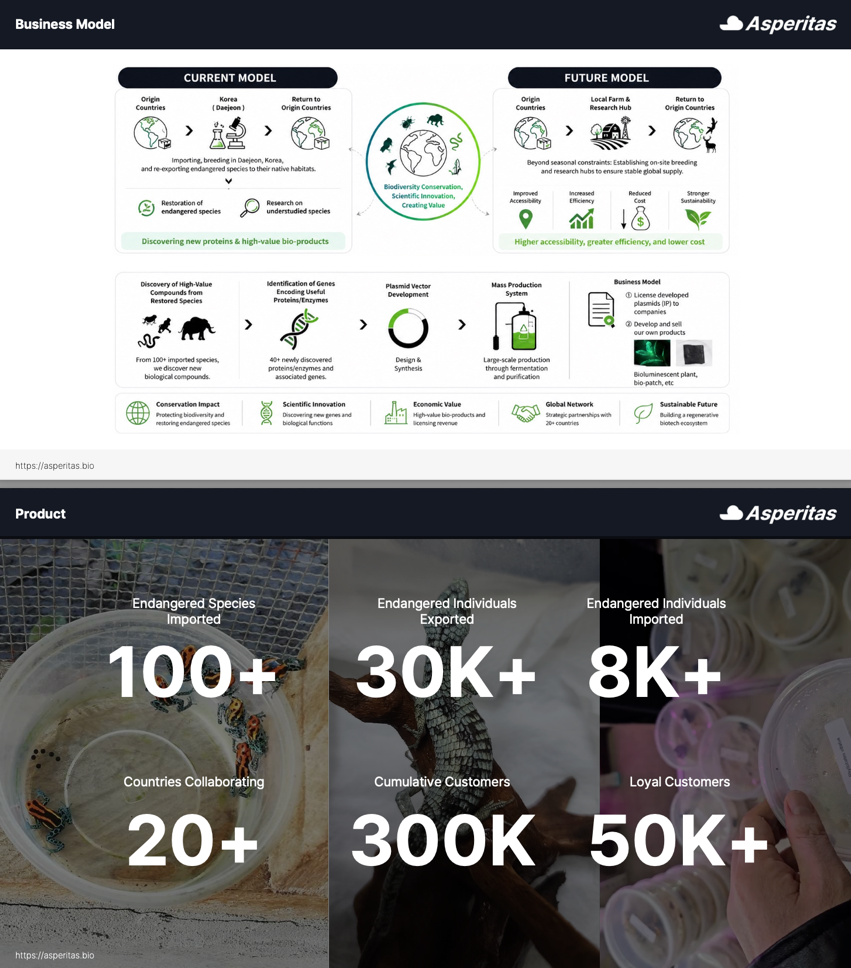 Business Model
Asperitas
CURRENT MODEL
Origin
Countries
Korea
( Daejeon )
Return to
Origin Countries
Importing, breeding in Daejeon, Korea,
and re-exporting endangered species to their native habitats.
Restoration of
endangered species
Research on
understudied species
Discovering new proteins & high-value bio-products
Biodiversity Conservation,
Scientific Innovation,
Creating Value
FUTURE MODEL
Origin
Countries
Local Farm &
Research Hub
Return to
Origin Countries
Beyond seasonal constraints: Establishing on-site breeding
and research hubs to ensure stable global supply.
Improved
Accessibility
Increased
Efficiency
Reduced
Cost
Stronger
Sustainability
Higher accessibility, greater efficiency, and lower cost
Discovery of High-Value
Compounds from
Restored Species
From 100+ imported species,
we discover new
biological compounds.
Identification of Genes
Encoding Useful
Proteins/Enzymes
40+ newly discovered
proteins/enzymes and
associated genes.
Plasmid Vector
Development
Design &
Synthesis
Mass Production
System
Large-scale production
through fermentation
and purification
Business Model
① License developed
plasmids (IP) to
companies
② Develop and sell
our own products
Bioluminescent plant,
bio-patch, etc
Conservation Impact
Protecting biodiversity and
restoring endangered species
Scientific Innovation
Discovering new genes and
biological functions
Economic Value
High-value bio-products and
licensing revenue
Global Network
Strategic partnerships with
20+ countries
Sustainable Future
Building a regenerative
biotech ecosystem
https://asperitas.bio
Product
Asperitas
Endangered Species
Imported
100+
Endangered Individuals
Exported
30K+
Endangered Individuals
Imported
8K+
Countries Collaborating
20+
Cumulative Customers
300K
Loyal Customers
50K+
https://asperitas.bio